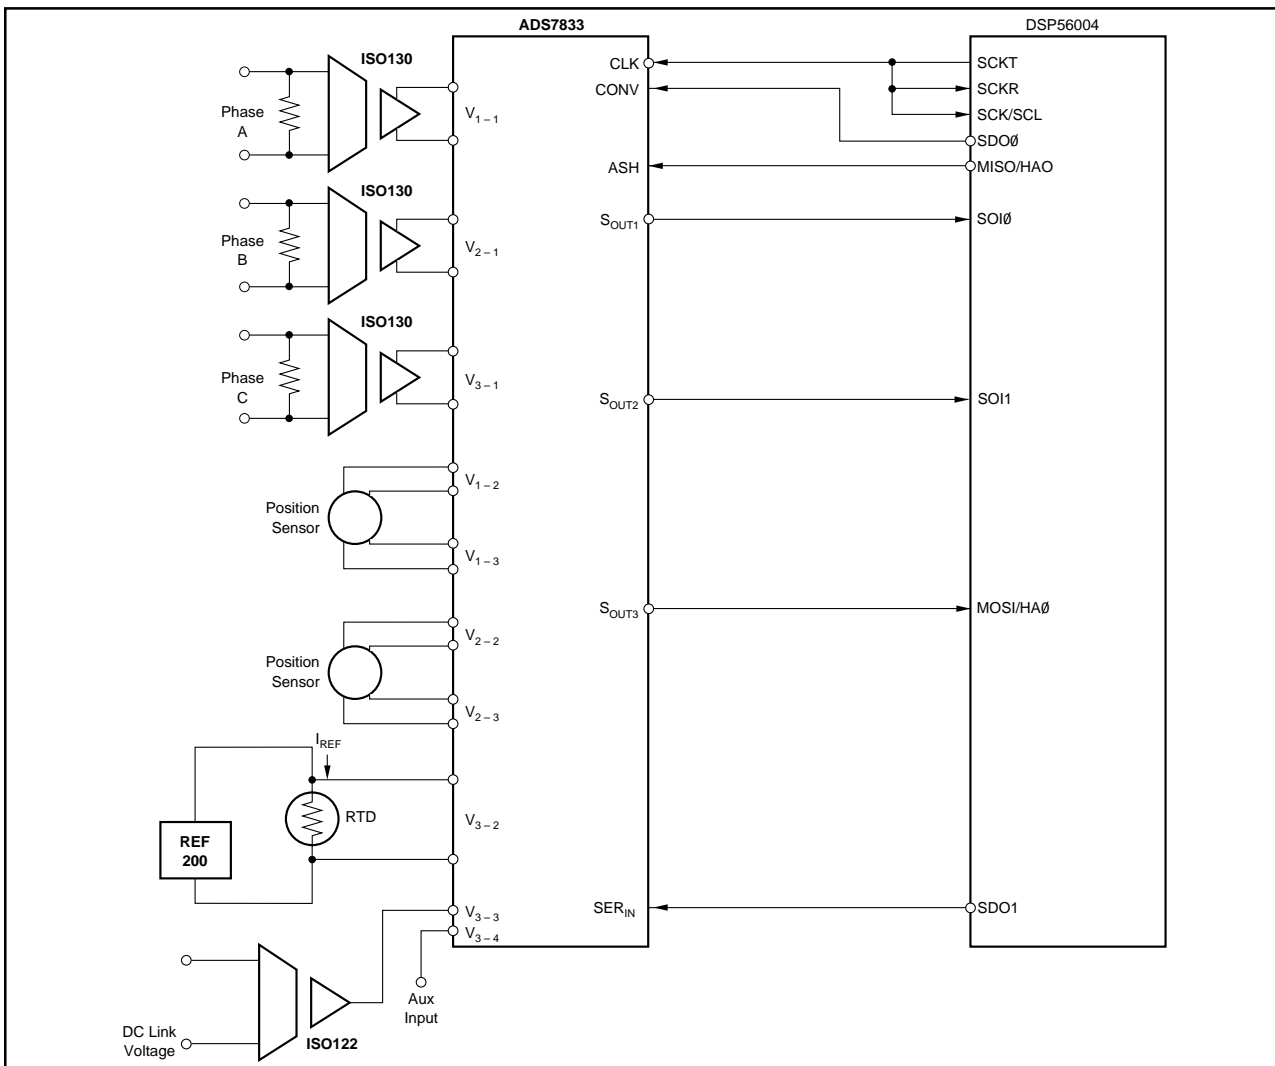 ADS7833
DSP56004
ISO130
Phase
A
V1–1
ISO130
Phase
B
V2–1
ISO130
Phase
C
V3–1
Position
Sensor
V1–2
V1–3
Position
Sensor
V2–2
V2–3
IREF
RTD
REF
200
V3–2
V3–3
V3–4
Aux
Input
DC Link
Voltage
ISO122
CLK
CONV
ASH
SOUT1
SOUT2
SOUT3
SERIN
SCKT
SCKR
SCK/SCL
SDOØ
MISO/HAO
SOIØ
SOI1
MOSI/HAØ
SDO1